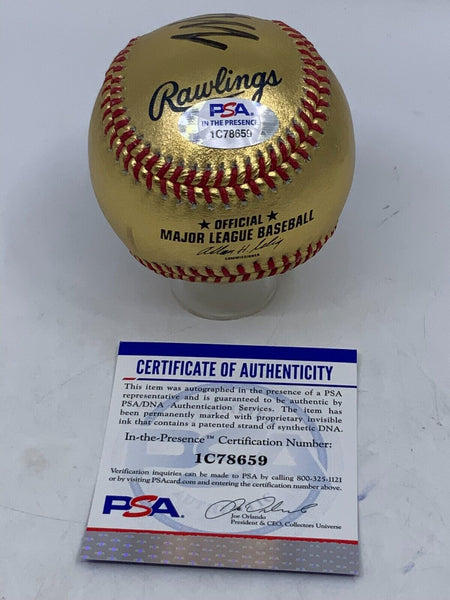 Rawlings
PSA
IN THE PRESENCE
1C78659
★ OFFICIAL ★
MAJOR LEAGUE BASEBALL
Allan H. Selig
COMMISSIONER
CERTIFICATE OF AUTHENTICITY
This item was autographed in the presence of a PSA
representative and is guaranteed to be authentic by
PSA/DNA Authentication Services. The item has
been permanently marked with proprietary invisible
ink that contains a patented strand of synthetic DNA.
In-the-Presence™ Certification Number:
1C78659
Verification inquiries can be made to PSA by calling 800-325-1121
or by visiting PSAcard.com and entering the certification number above.
PSA
Joe Orlando
President & CEO, Collectors Universe